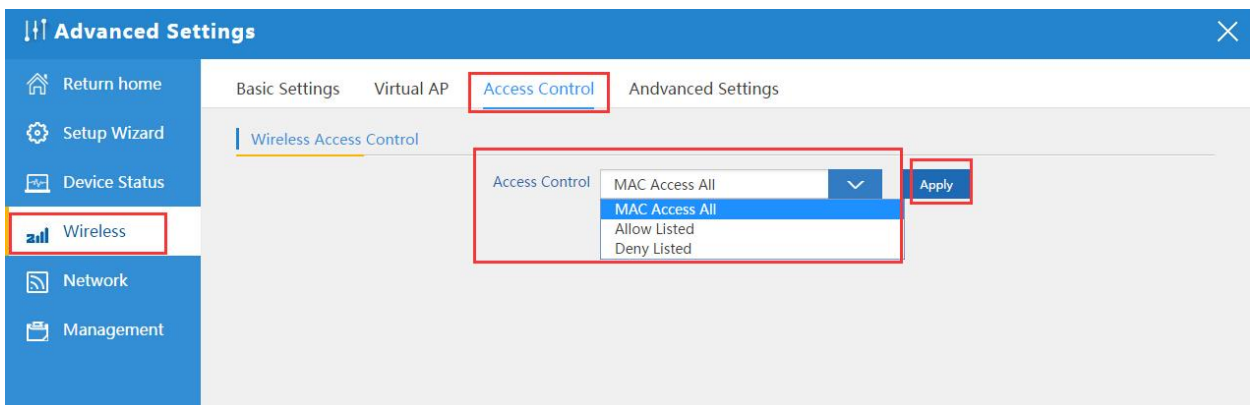 Advanced Settings
Return home
Setup Wizard
Device Status
Wireless
Network
Management
Basic Settings Virtual AP Access Control Andvanced Settings
Wireless Access Control
Access Control MAC Access All Apply
MAC Access All
Allow Listed
Deny Listed